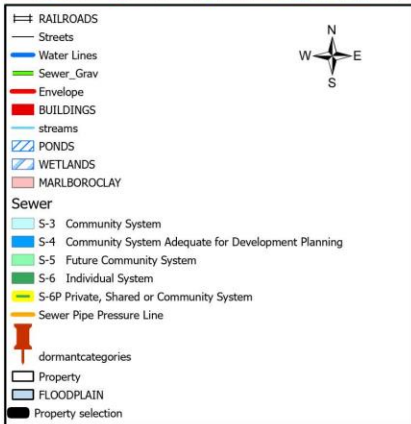 RAILROADS
Streets
Water Lines
Sewer_Grav
Envelope
BUILDINGS
streams
PONDS
WETLANDS
MARLBOROCLAY
Sewer
S-3 Community System
S-4 Community System Adequate for Development Planning
S-5 Future Community System
S-6 Individual System
S-6P Private, Shared or Community System
Sewer Pipe Pressure Line
dormantcategories
Property
FLOODPLAIN
Property selection
N
W E
S